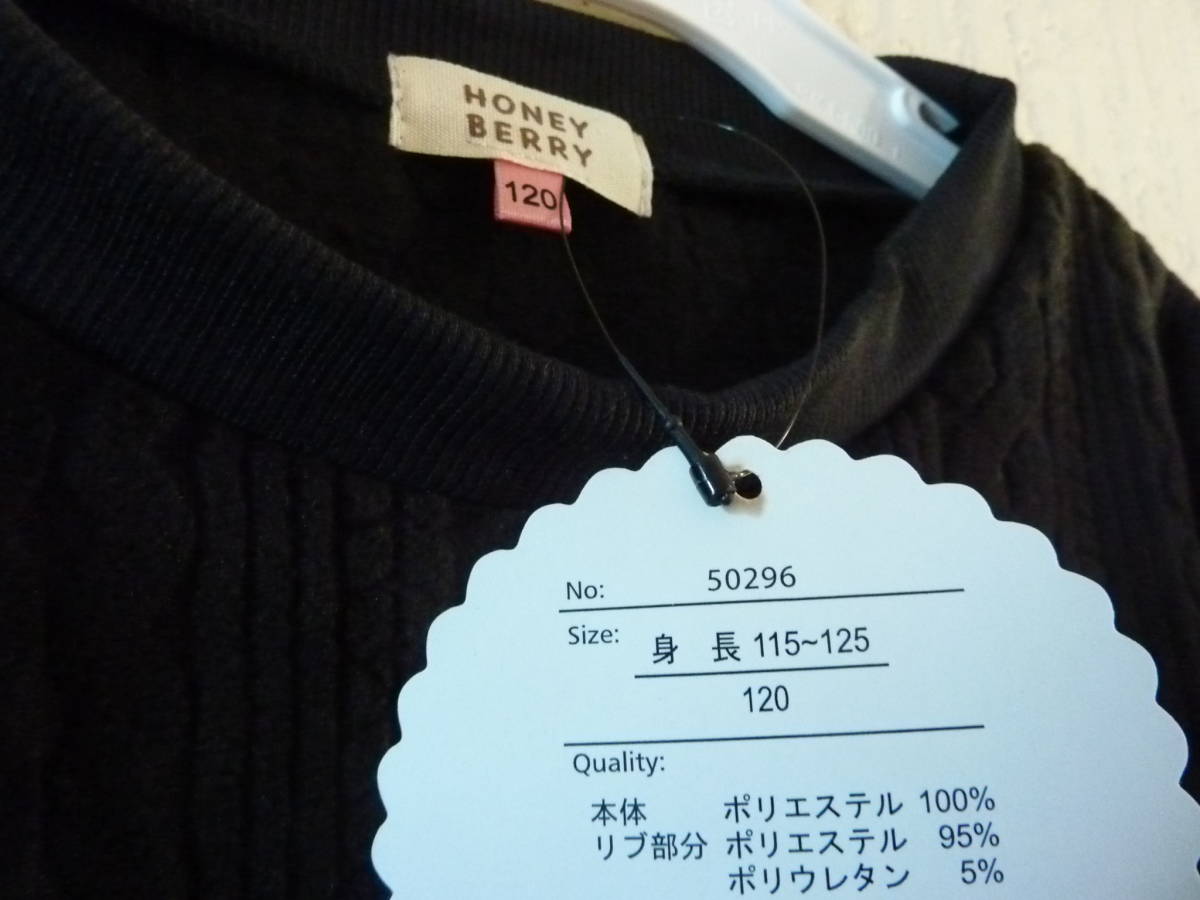 HONEY
BERRY
120
No: 50296
Size: 身 長 115~125
120
Quality:
本体 ポリエステル 100%
リブ部分 ポリエステル 95%
ポリウレタン 5%